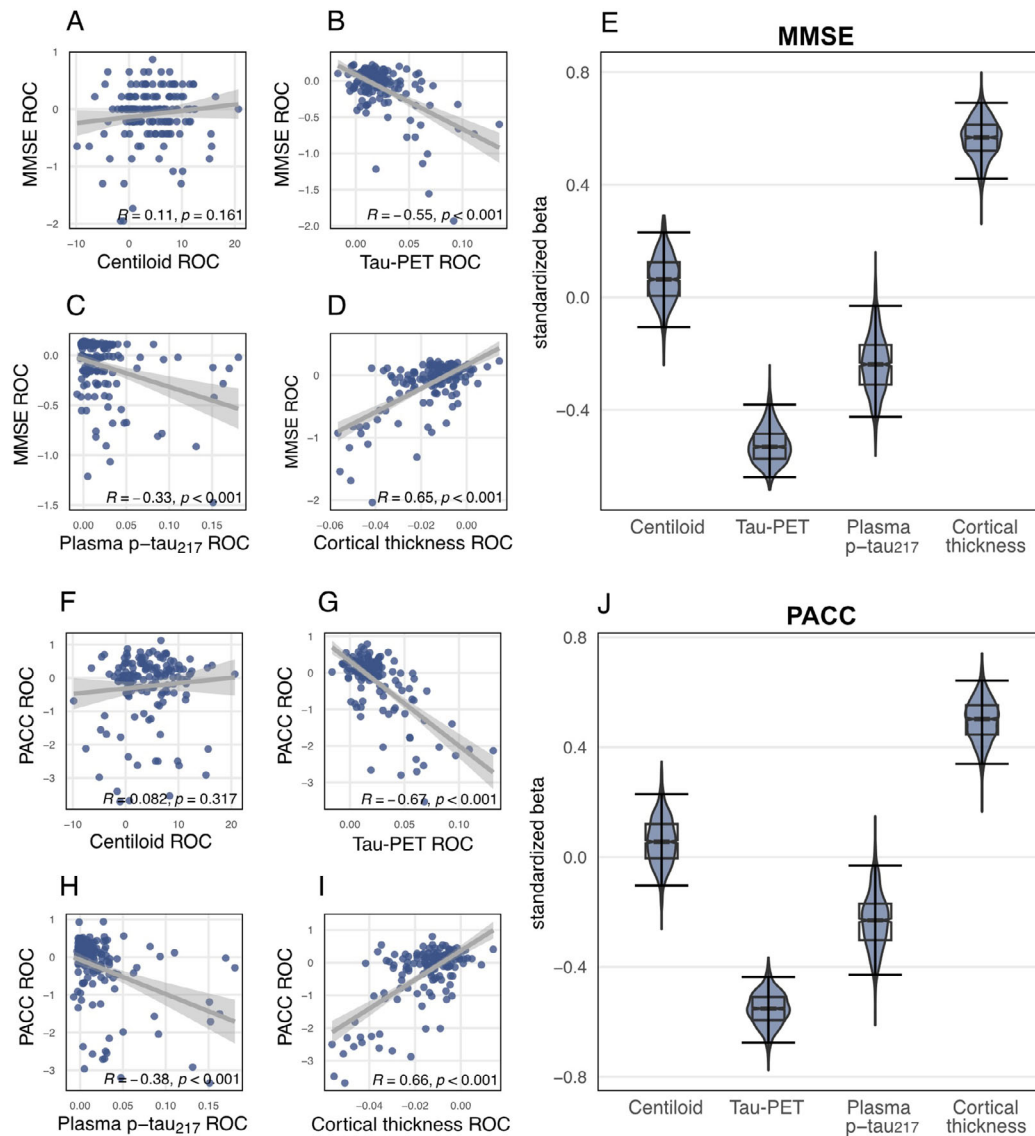 A
MMSE ROC
1
0
−1
−2
R = 0.11, p = 0.161
−10 0 10 20
Centiloid ROC
B
MMSE ROC
0.0
−0.5
−1.0
−1.5
−2.0
R = −0.55, p < 0.001
0.00 0.05 0.10
Tau-PET ROC
C
MMSE ROC
0.0
−0.5
−1.0
−1.5
R = −0.33, p < 0.001
0.00 0.05 0.10 0.15
Plasma p−tau217 ROC
D
MMSE ROC
0
−1
−2
R = 0.65, p < 0.001
−0.06 −0.04 −0.02 0.00
Cortical thickness ROC
E
MMSE
standardized beta
0.8
0.4
0.0
−0.4
Centiloid Tau-PET Plasma Cortical
p−tau217 thickness
F
PACC ROC
1
0
−1
−2
−3
R = 0.082, p = 0.317
−10 0 10 20
Centiloid ROC
G
PACC ROC
1
0
−1
−2
−3
R = −0.67, p < 0.001
0.00 0.05 0.10
Tau-PET ROC
H
PACC ROC
1
0
−1
−2
−3
R = −0.38, p < 0.001
0.00 0.05 0.10 0.15
Plasma p−tau217 ROC
I
PACC ROC
1
0
−1
−2
−3
R = 0.66, p < 0.001
−0.04 −0.02 0.00
Cortical thickness ROC
J
PACC
standardized beta
0.8
0.4
0.0
−0.4
−0.8
Centiloid Tau-PET Plasma Cortical
p−tau217 thickness